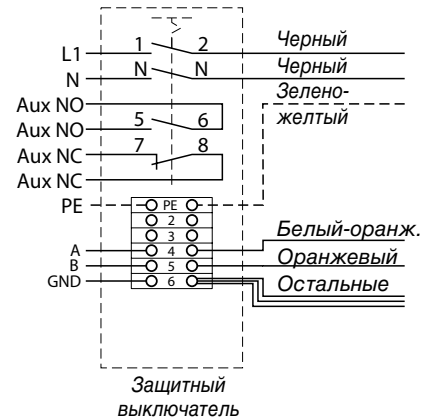 L1 1 2 Черный
N N N Черный
Зелено-
желтый
Aux NO
Aux NO 5 6
Aux NC 7 8
Aux NC
PE PE
2
3
A 4 Белый-оранж.
B 5 Оранжевый
GND 6 Остальные
Защитный
выключатель